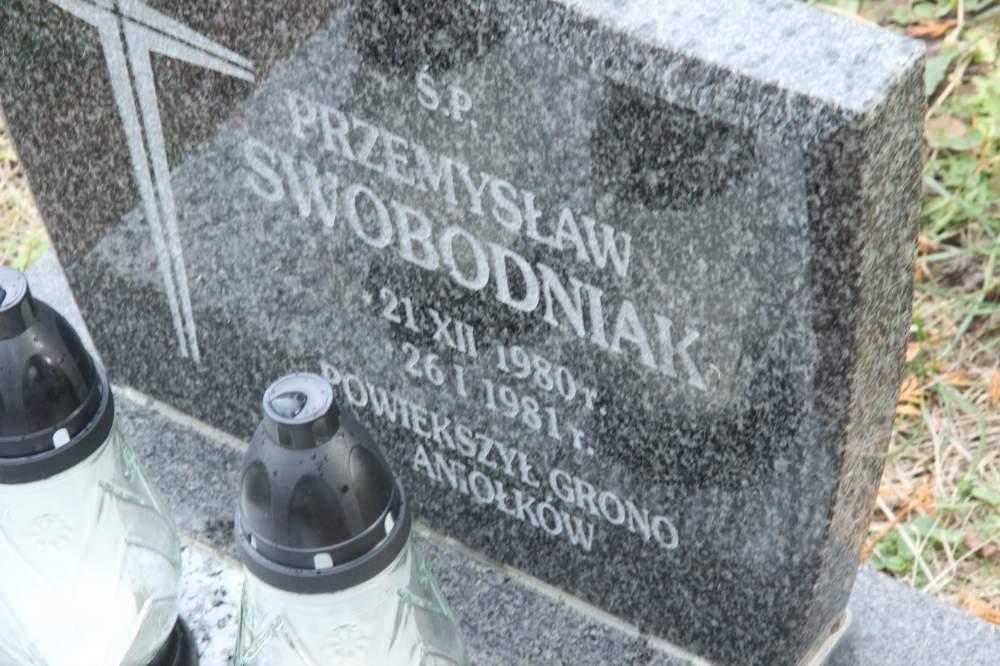 Ś.P.
PRZEMYSŁAW
SWOBODNIAK
21 XII 1980 r.
26 I 1981 r.
POWIĘKSZYŁ GRONO
ANIOŁKÓW